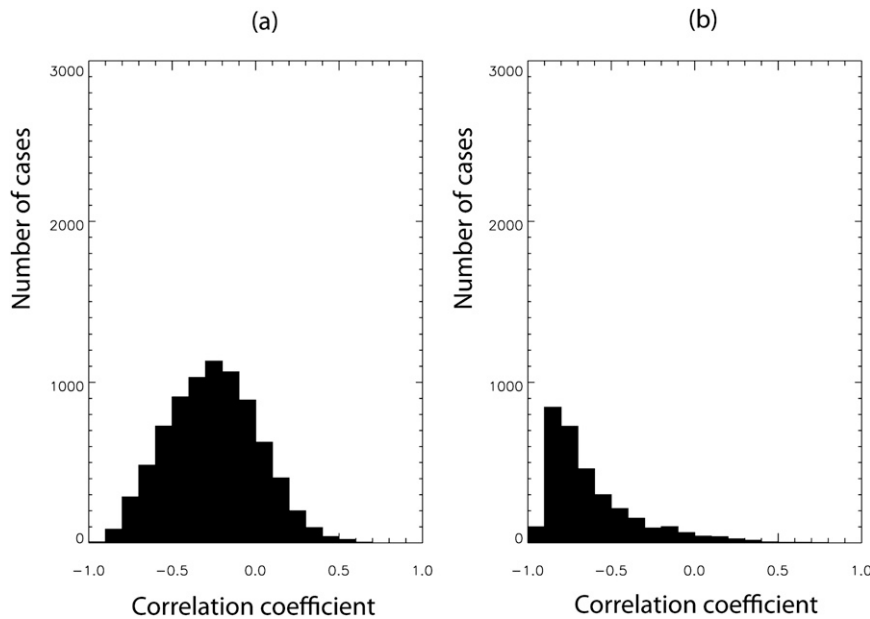 (a)
(b)
3000
2000
1000
0
Number of cases
−1.0 −0.5 0.0 0.5 1.0
Correlation coefficient
3000
2000
1000
0
Number of cases
−1.0 −0.5 0.0 0.5 1.0
Correlation coefficient